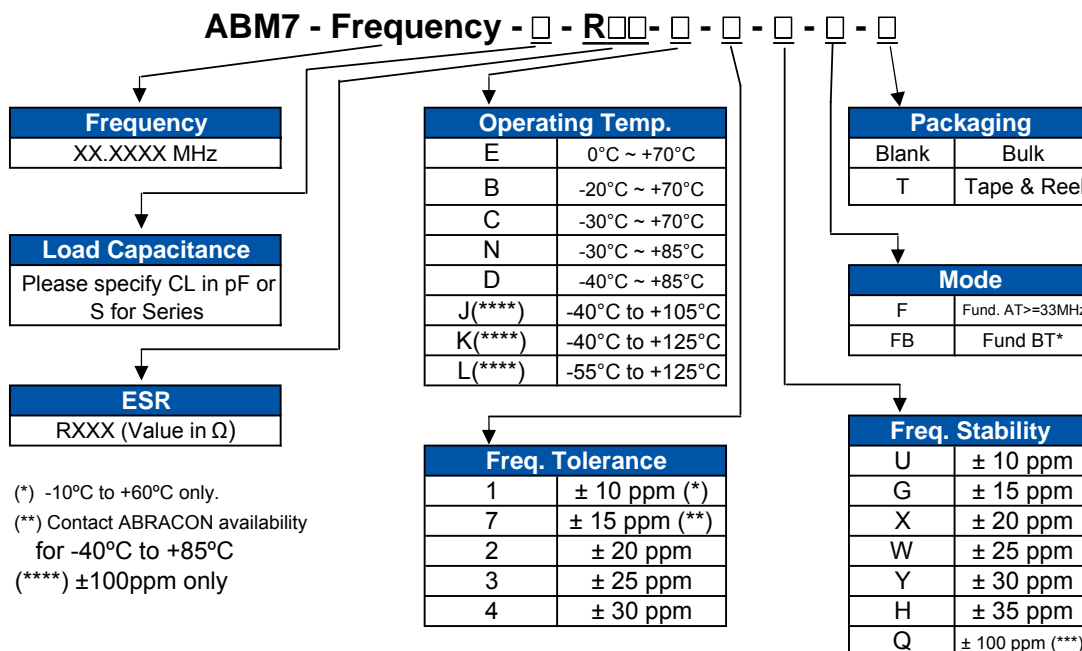 ABM7 - Frequency - □ - R□□- □ - □ - □ - □ - □
Frequency
XX.XXXX MHz
Load Capacitance
Please specify CL in pF or
S for Series
ESR
RXXX (Value in Ω)
(*) -10ºC to +60ºC only.
(**) Contact ABRACON availability
for -40ºC to +85ºC
(****) ±100ppm only
Operating Temp.
E 0°C ~ +70°C
B -20°C ~ +70°C
C -30°C ~ +70°C
N -30°C ~ +85°C
D -40°C ~ +85°C
J(****) -40°C to +105°C
K(****) -40°C to +125°C
L(****) -55°C to +125°C
Freq. Tolerance
1 ± 10 ppm (*)
7 ± 15 ppm (**)
2 ± 20 ppm
3 ± 25 ppm
4 ± 30 ppm
Packaging
Blank Bulk
T Tape & Reel
Mode
F Fund. AT>=33MHz
FB Fund BT*
Freq. Stability
U ± 10 ppm
G ± 15 ppm
X ± 20 ppm
W ± 25 ppm
Y ± 30 ppm
H ± 35 ppm
Q ± 100 ppm (***)